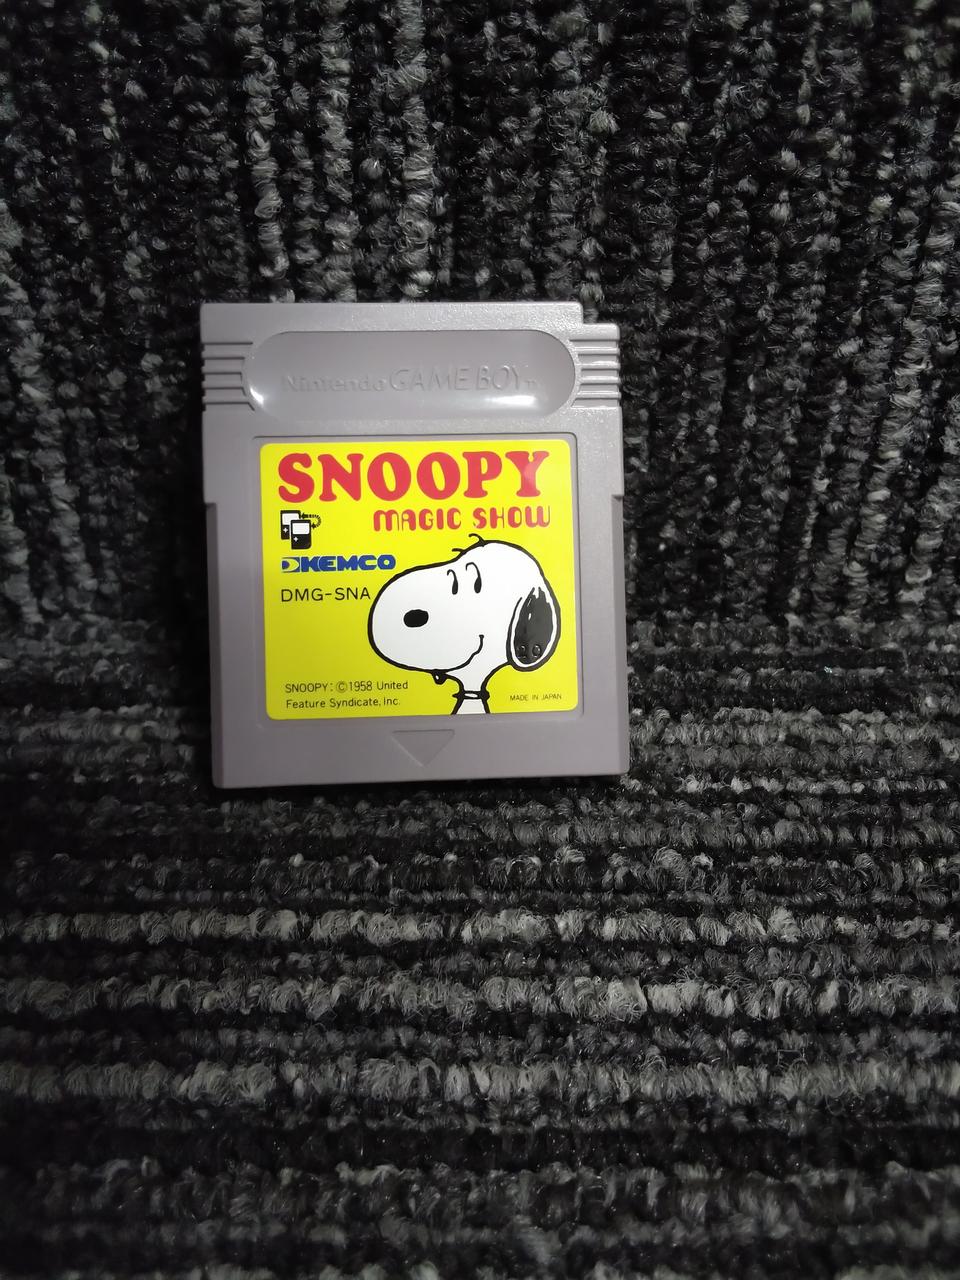 Nintendo GAME BOY TM
SNOOPY
MAGIC SHOW
KEMCO
DMG-SNA
20
SNOOPY: ©1958 United
Feature Syndicate, Inc.
MADE IN JAPAN